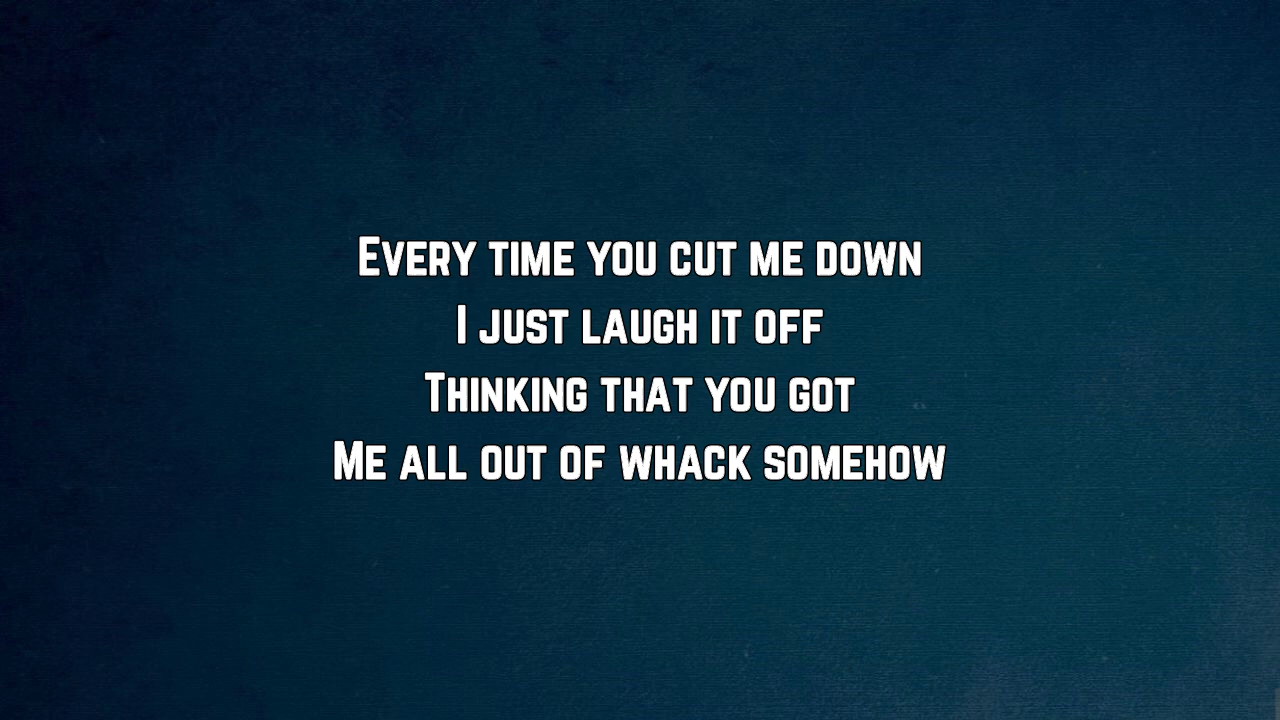 Every time you cut me down
I just laugh it off
Thinking that you got
Me all out of whack somehow